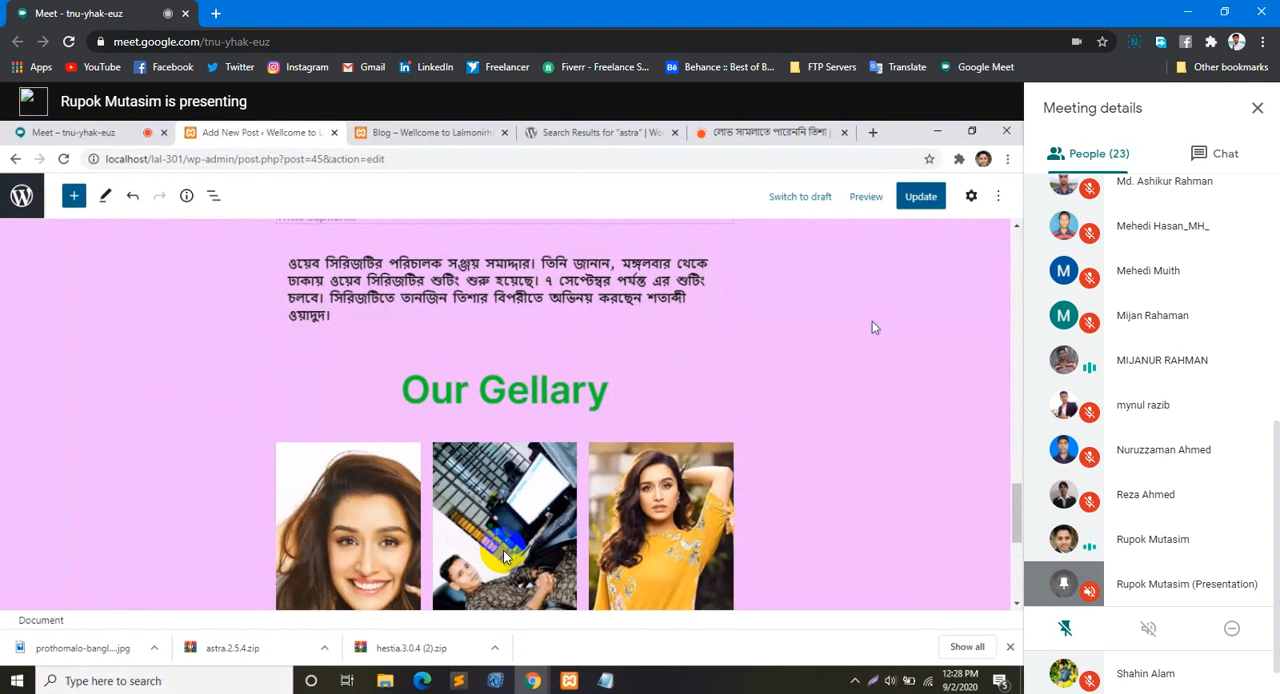 Meet - tnu-yhak-euz
meet.google.com/tnu-yhak-euz
Apps YouTube Facebook Twitter Instagram Gmail LinkedIn Freelancer Fiverr - Freelance S... Behance :: Best of B... FTP Servers Translate Google Meet Other bookmarks
Rupok Mutasim is presenting
Meet – tnu-yhak-euz Add New Post ‹ Wellcome to L Blog – Wellcome to Lalmonirh Search Results for "astra" | Wo লোভ সামলাতে পারেননি তিশা |
localhost/lal-301/wp-admin/post.php?post=45&action=edit
Switch to draft Preview Update
ওয়েব সিরিজটির পরিচালক সঞ্জয় সমাদ্দার। তিনি জানান, মঙ্গলবার থেকে
ঢাকায় ওয়েব সিরিজটির শুটিং শুরু হয়েছে। ৭ সেপ্টেম্বর পর্যন্ত এর শুটিং
চলবে। সিরিজটিতে তানজিন তিশার বিপরীতে অভিনয় করছেন শতাব্দী
ওয়াদুদ।
Our Gellary
Document
prothomalo-bangl....jpg astra.2.5.4.zip hestia.3.0.4 (2).zip Show all
Type here to search
12:28 PM
9/2/2020
5
Meeting details
People (23) Chat
Md. Ashikur Rahman
Mehedi Hasan_MH_
M Mehedi Muith
M Mijan Rahaman
MIJANUR RAHMAN
mynul razib
Nuruzzaman Ahmed
Reza Ahmed
Rupok Mutasim
Rupok Mutasim (Presentation)
Shahin Alam